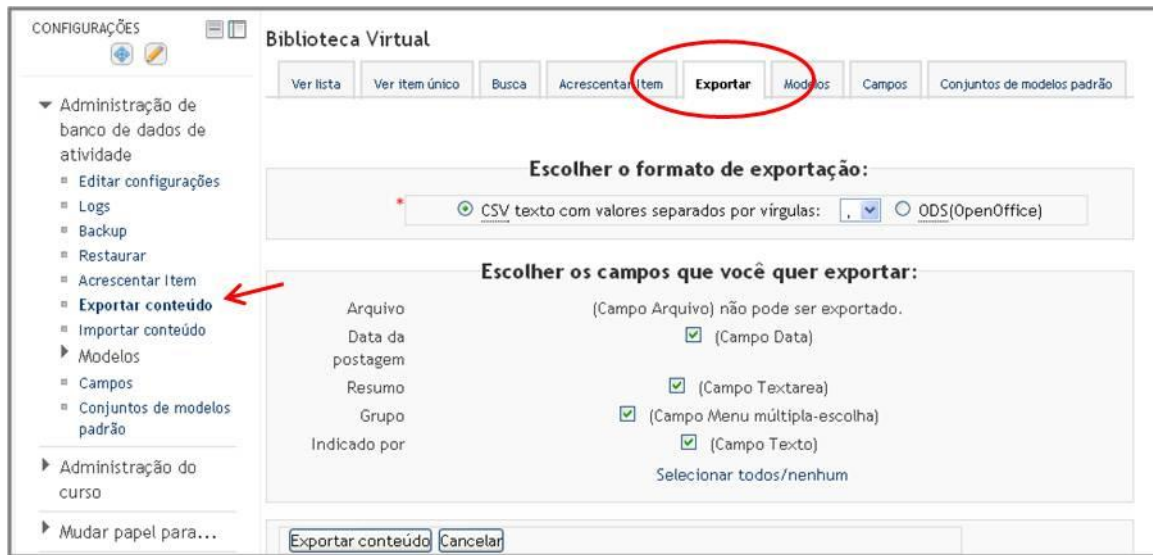 CONFIGURAÇÕES
Administração de
banco de dados de
atividade
Editar configurações
Logs
Backup
Restaurar
Acrescentar Item
Exportar conteúdo
Importar conteúdo
Modelos
Campos
Conjuntos de modelos
padrão
Administração do
curso
Mudar papel para...
Biblioteca Virtual
Ver lista
Ver item único
Busca
Acrescentar Item
Exportar
Modelos
Campos
Conjuntos de modelos padrão
Escolher o formato de exportação:
* CSV texto com valores separados por vírgulas: , ODS(OpenOffice)
Escolher os campos que você quer exportar:
Arquivo (Campo Arquivo) não pode ser exportado.
Data da (Campo Data)
postagem
Resumo (Campo Textarea)
Grupo (Campo Menu múltipla-escolha)
Indicado por (Campo Texto)
Selecionar todos/nenhum
Exportar conteúdo Cancelar